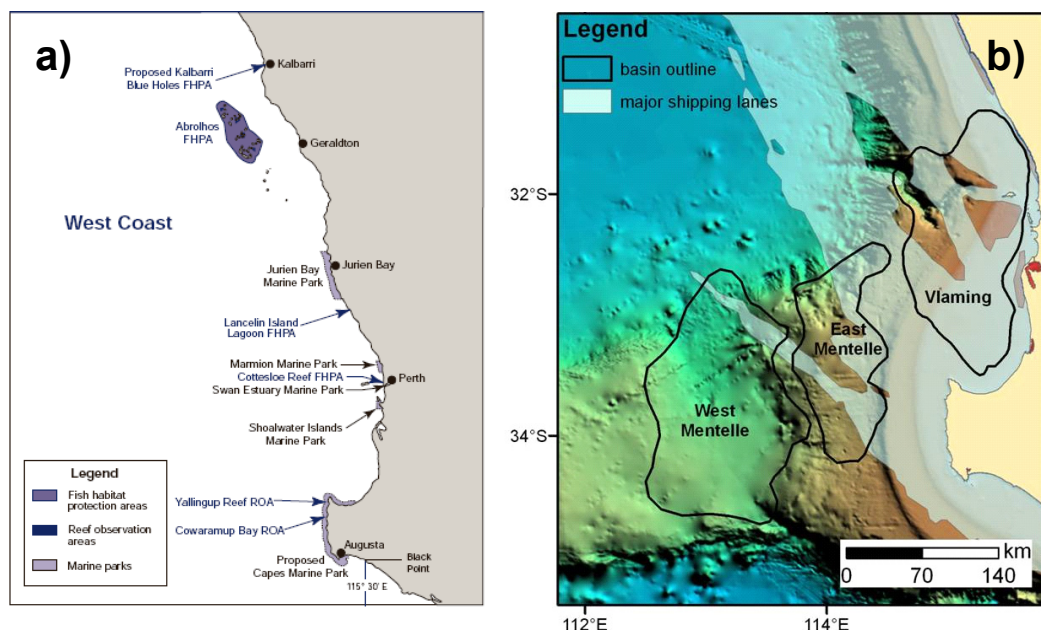 a)
Proposed Kalbarri
Blue Holes FHPA
Kalbarri
Abrolhos
FHPA
Geraldton
West Coast
Jurien Bay
Jurien Bay
Marine Park
Lancelin Island
Lagoon FHPA
Marmion Marine Park
Cottesloe Reef FHPA
Perth
Swan Estuary Marine Park
Shoalwater Islands
Marine Park
Legend
Fish habitat
protection areas
Reef observation
areas
Marine parks
Yallingup Reef ROA
Cowaramup Bay ROA
Augusta
Proposed
Capes Marine Park
Black
Point
115° 30' E
b)
Legend
basin outline
major shipping lanes
32°S
Vlaming
East
Mentelle
West
Mentelle
34°S
km
0 70 140
112°E 114°E